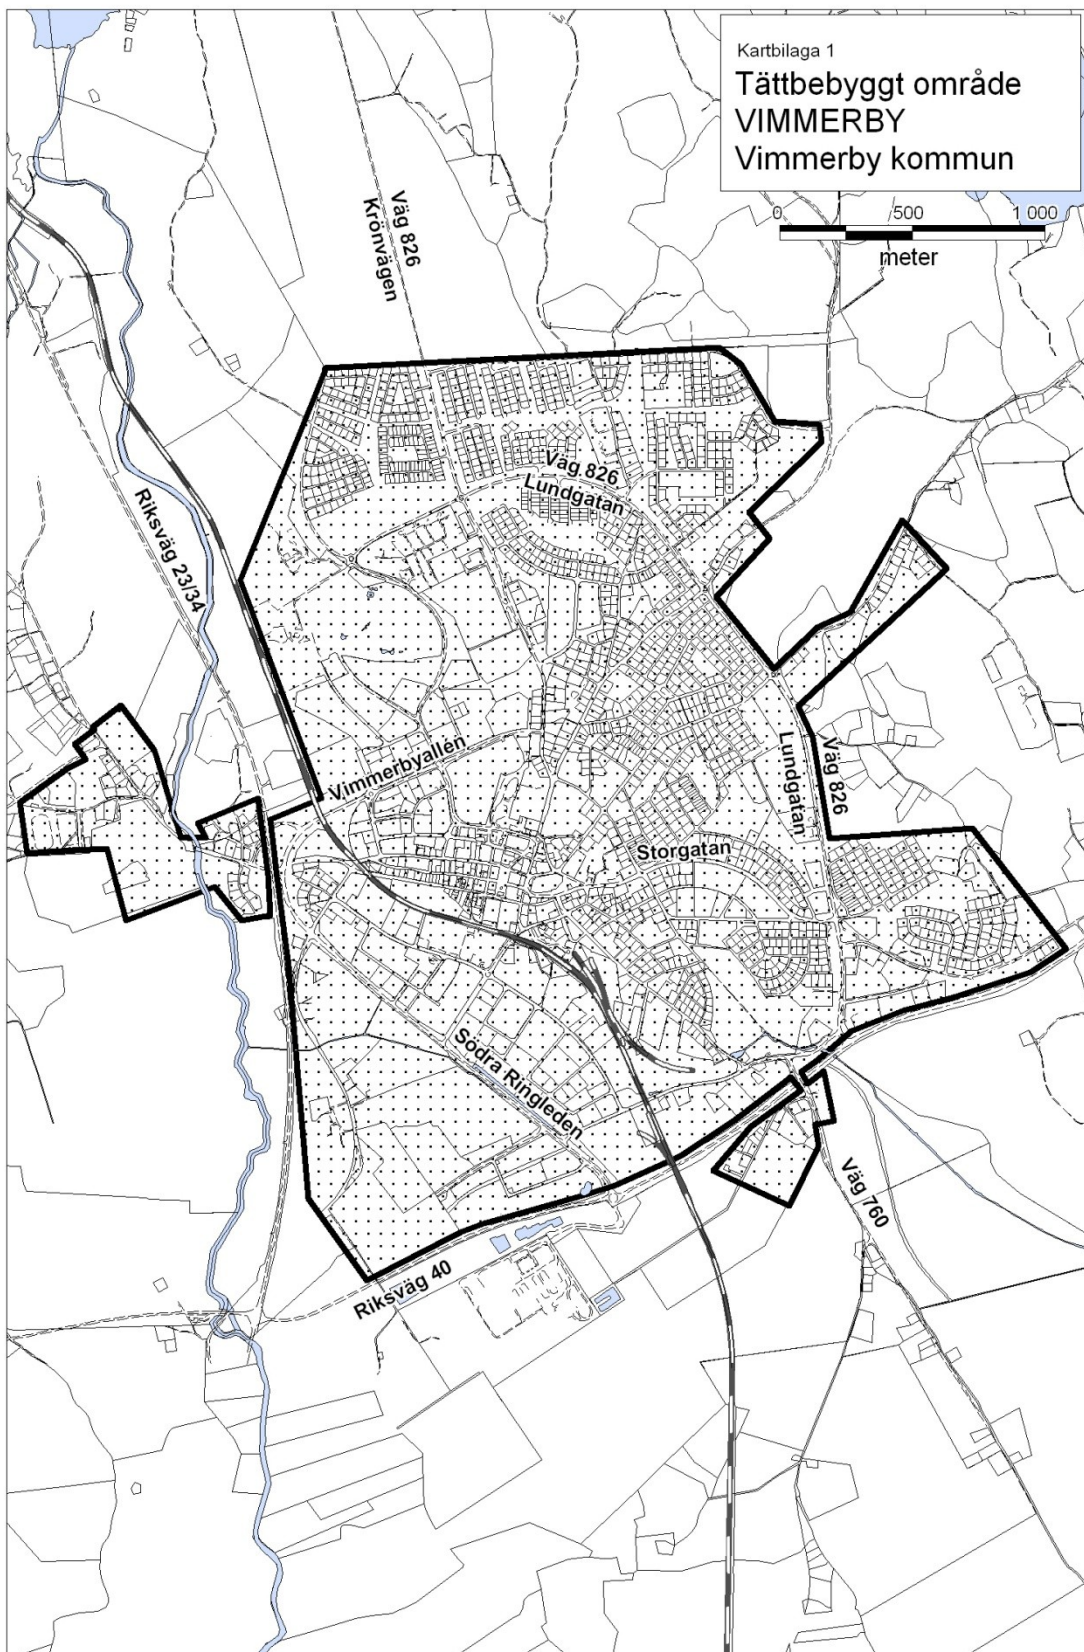 Kartbilaga 1
Tättbebyggt område
VIMMERBY
Vimmerby kommun
0 500 1 000
meter
Väg 826
Krönvägen
Väg 826
Lundgatan
Riksväg 23/34
Vimmerbyallén
Lundgatan
Väg 826
Storgatan
Södra Ringleden
Väg 760
Riksväg 40